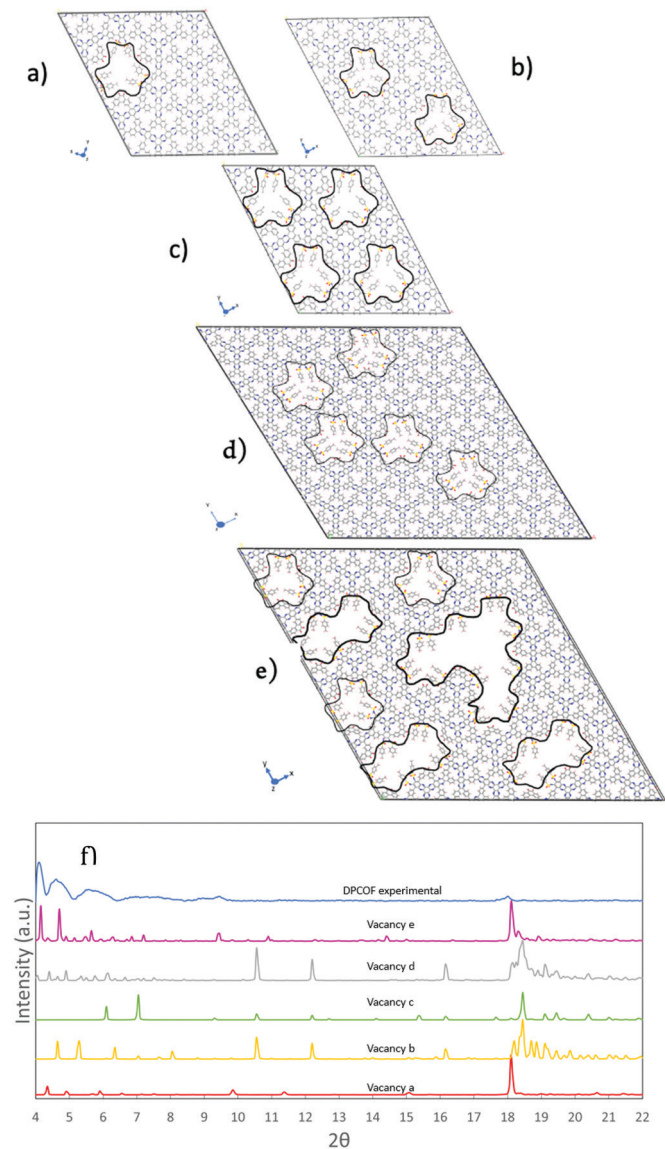 a)
b)
c)
d)
e)
f)
DPCOF experimental
Vacancy e
Vacancy d
Vacancy c
Vacancy b
Vacancy a
Intensity (a.u.)
4 5 6 7 8 9 10 11 12 13 14 15 16 17 18 19 20 21 22
2θ